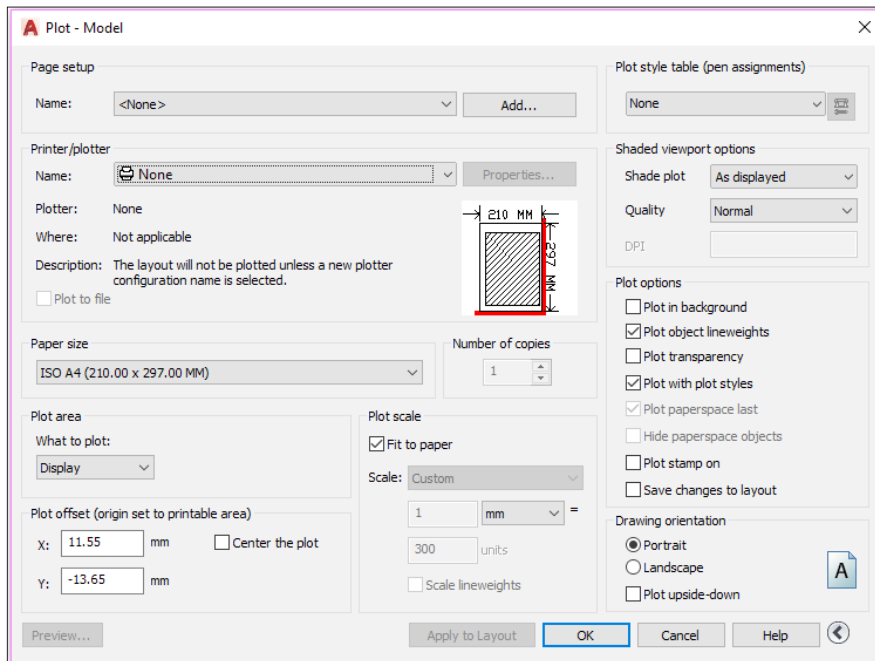 Plot - Model
Page setup
Name:
<None>
Add...
Plot style table (pen assignments)
None
Printer/plotter
Name:
None
Properties...
Plotter:
None
Where:
Not applicable
Description:
The layout will not be plotted unless a new plotter
configuration name is selected.
Plot to file
210 MM
297 MM
Shaded viewport options
Shade plot
As displayed
Quality
Normal
DPI
Paper size
ISO A4 (210.00 x 297.00 MM)
Number of copies
1
Plot options
Plot in background
Plot object lineweights
Plot transparency
Plot with plot styles
Plot paperspace last
Hide paperspace objects
Plot stamp on
Save changes to layout
Plot area
What to plot:
Display
Plot scale
Fit to paper
Scale:
Custom
1
mm
=
300
units
Scale lineweights
Plot offset (origin set to printable area)
X:
11.55
mm
Center the plot
Y:
-13.65
mm
Drawing orientation
Portrait
Landscape
Plot upside-down
A
Preview...
Apply to Layout
OK
Cancel
Help